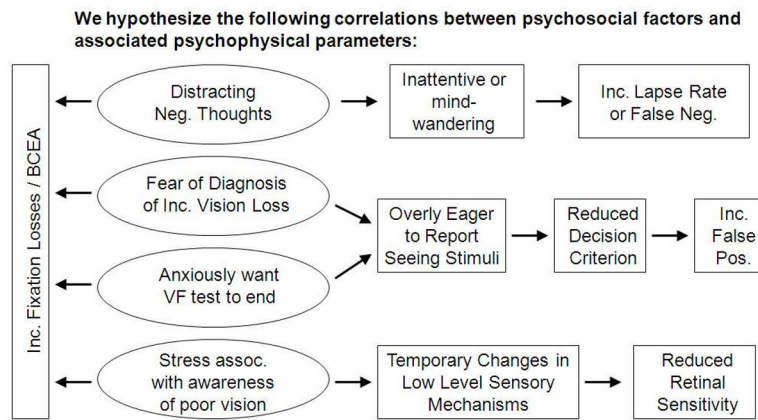 We hypothesize the following correlations between psychosocial factors and
associated psychophysical parameters:
Inc. Fixation Losses / BCEA
Distracting
Neg. Thoughts
Inattentive or
mind-
wandering
Inc. Lapse Rate
or False Neg.
Fear of Diagnosis
of Inc. Vision Loss
Anxiously want
VF test to end
Overly Eager
to Report
Seeing Stimuli
Reduced
Decision
Criterion
Inc.
False
Pos.
Stress assoc.
with awareness
of poor vision
Temporary Changes in
Low Level Sensory
Mechanisms
Reduced
Retinal
Sensitivity